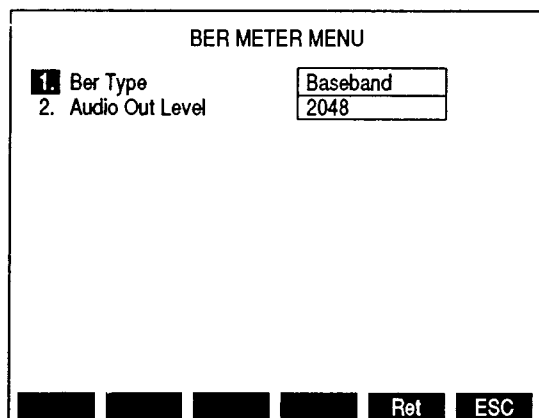 BER METER MENU
1. Ber Type Baseband
2. Audio Out Level 2048
Ret ESC